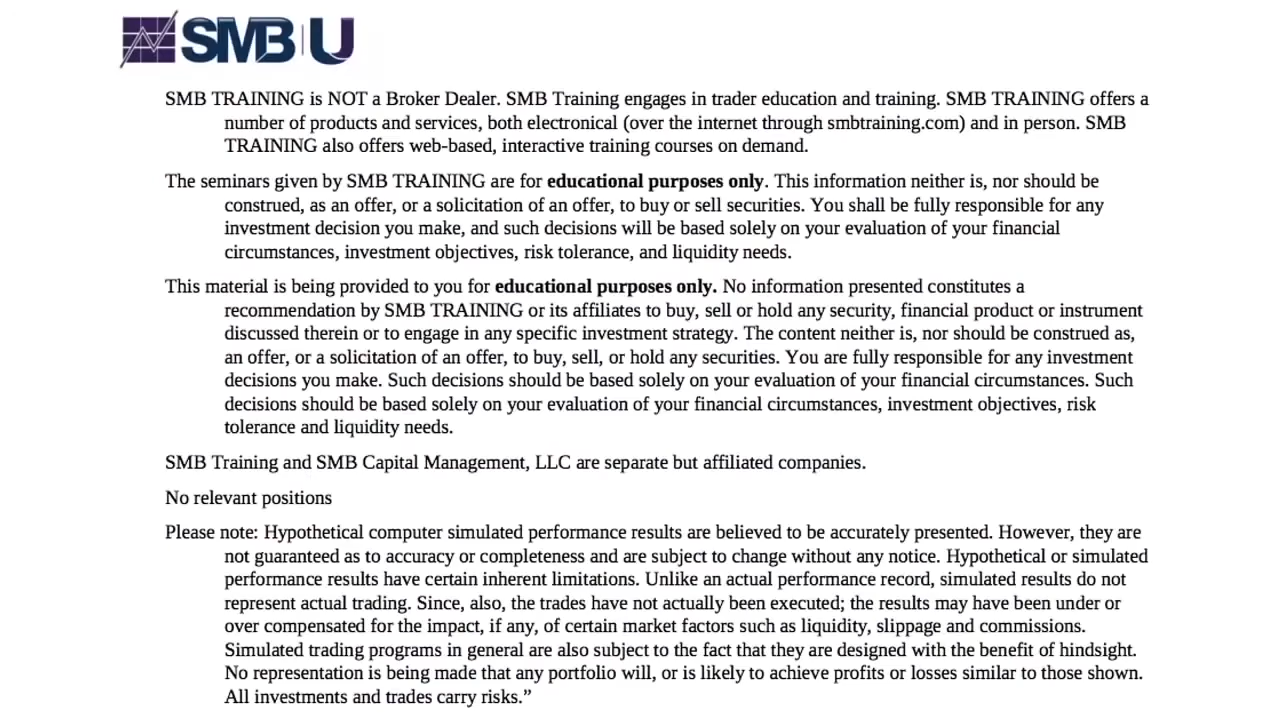 SMB U
SMB TRAINING is NOT a Broker Dealer. SMB Training engages in trader education and training. SMB TRAINING offers a
number of products and services, both electronical (over the internet through smbtraining.com) and in person. SMB
TRAINING also offers web-based, interactive training courses on demand.
The seminars given by SMB TRAINING are for educational purposes only. This information neither is, nor should be
construed, as an offer, or a solicitation of an offer, to buy or sell securities. You shall be fully responsible for any
investment decision you make, and such decisions will be based solely on your evaluation of your financial
circumstances, investment objectives, risk tolerance, and liquidity needs.
This material is being provided to you for educational purposes only. No information presented constitutes a
recommendation by SMB TRAINING or its affiliates to buy, sell or hold any security, financial product or instrument
discussed therein or to engage in any specific investment strategy. The content neither is, nor should be construed as,
an offer, or a solicitation of an offer, to buy, sell, or hold any securities. You are fully responsible for any investment
decisions you make. Such decisions should be based solely on your evaluation of your financial circumstances. Such
decisions should be based solely on your evaluation of your financial circumstances, investment objectives, risk
tolerance and liquidity needs.
SMB Training and SMB Capital Management, LLC are separate but affiliated companies.
No relevant positions
Please note: Hypothetical computer simulated performance results are believed to be accurately presented. However, they are
not guaranteed as to accuracy or completeness and are subject to change without any notice. Hypothetical or simulated
performance results have certain inherent limitations. Unlike an actual performance record, simulated results do not
represent actual trading. Since, also, the trades have not actually been executed; the results may have been under or
over compensated for the impact, if any, of certain market factors such as liquidity, slippage and commissions.
Simulated trading programs in general are also subject to the fact that they are designed with the benefit of hindsight.
No representation is being made that any portfolio will, or is likely to achieve profits or losses similar to those shown.
All investments and trades carry risks.”